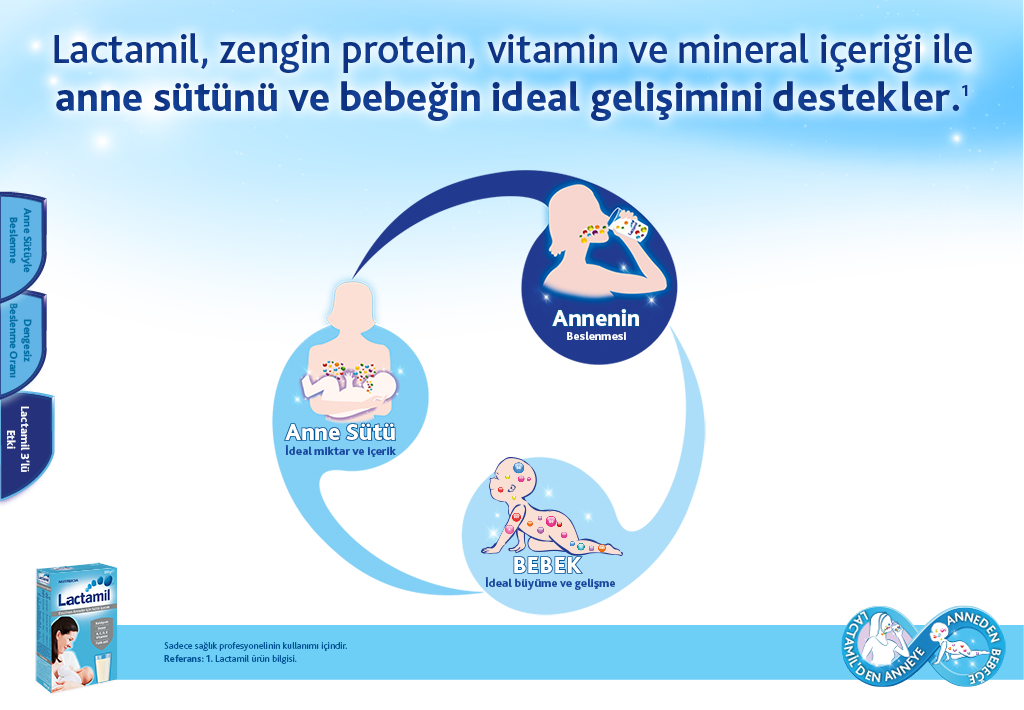 Lactamil, zengin protein, vitamin ve mineral içeriği ile
anne sütünü ve bebeğin ideal gelişimini destekler.¹
Anne Sütüyle
Beslenme
Dengesiz
Beslenme Oranı
Lactamil 3'lü
Etki
Annenin
Beslenmesi
Anne Sütü
İdeal miktar ve içerik
BEBEK
İdeal büyüme ve gelişme
NUTRICIA
Lactamil
Sadece sağlık profesyonelinin kullanımı içindir.
Referans: 1. Lactamil ürün bilgisi.
LACTAMİL'DEN ANNEYE
ANNEDEN BEBEĞE